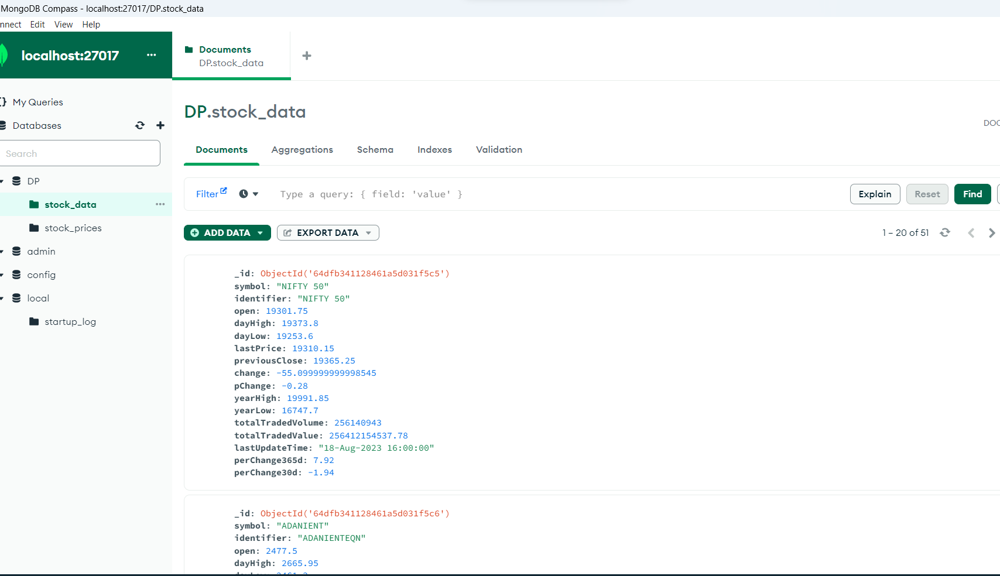 MongoDB Compass - localhost:27017/DP.stock_data
nnect Edit View Help
localhost:27017 ···
Documents
DP.stock_data
My Queries
Databases
Search
DP
stock_data ···
stock_prices
admin
config
local
startup_log
DP.stock_data
DOC
Documents Aggregations Schema Indexes Validation
Filter Type a query: { field: 'value' } Explain Reset Find
ADD DATA EXPORT DATA 1 – 20 of 51
_id: ObjectId('64dfb341128461a5d031f5c5')
symbol: "NIFTY 50"
identifier: "NIFTY 50"
open: 19301.75
dayHigh: 19373.8
dayLow: 19253.6
lastPrice: 19310.15
previousClose: 19365.25
change: -55.099999999998545
pChange: -0.28
yearHigh: 19991.85
yearLow: 16747.7
totalTradedVolume: 256140943
totalTradedValue: 256412154537.78
lastUpdateTime: "18-Aug-2023 16:00:00"
perChange365d: 7.92
perChange30d: -1.94
_id: ObjectId('64dfb341128461a5d031f5c6')
symbol: "ADANIENT"
identifier: "ADANIENTEQN"
open: 2477.5
dayHigh: 2665.95